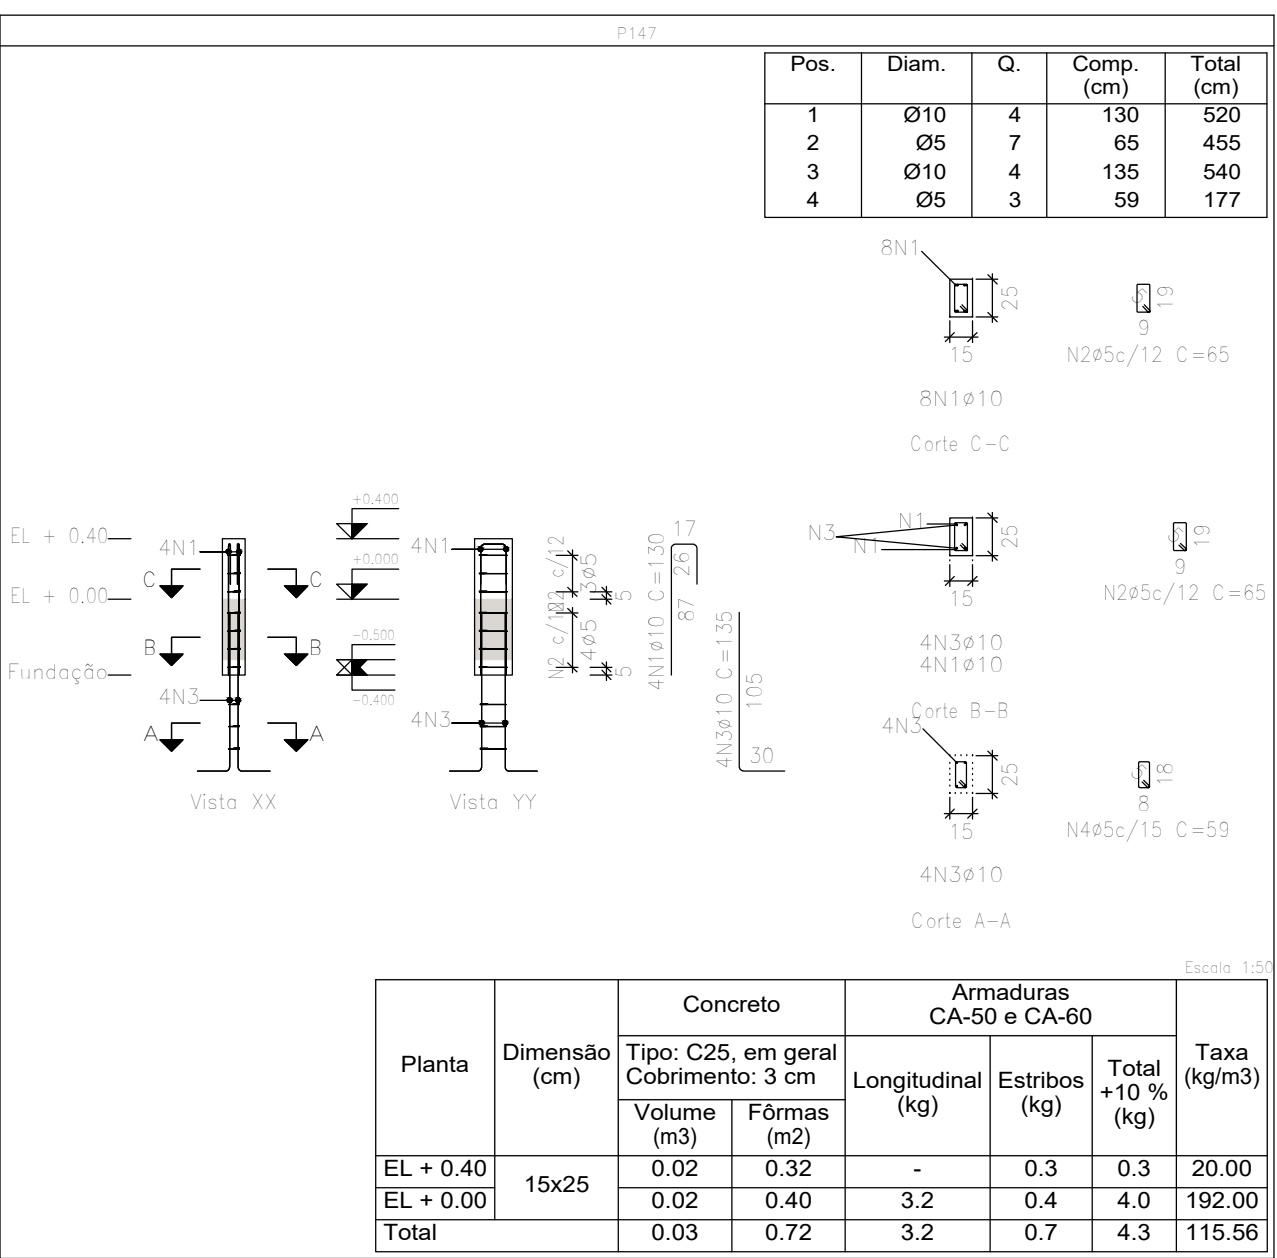 P147
Pos. Diam. Q. Comp. (cm) Total (cm)
1 Ø10 4 130 520
2 Ø5 7 65 455
3 Ø10 4 135 540
4 Ø5 3 59 177
8N1
25
15
8N1ø10
Corte C-C
5
19
9
N2ø5c/12 C=65
EL + 0.40
EL + 0.00
Fundação
4N1
C C
B B
4N3
A A
Vista XX
+0.400
+0.000
-0.500
-0.400
4N1
4N3
Vista YY
c/12
3ø5
5
N2 c/12
4ø5
5
4N1ø10 C=130
17
26
87
4N3ø10 C=135
105
30
N3
N1
N1
25
15
4N3ø10
4N1ø10
Corte B-B
5
19
9
N2ø5c/12 C=65
4N3
25
15
4N3ø10
Corte A-A
5
18
8
N4ø5c/15 C=59
Escala 1:50
Planta
Dimensão (cm)
Concreto
Tipo: C25, em geral
Cobrimento: 3 cm
Volume (m3)
Fôrmas (m2)
Armaduras
CA-50 e CA-60
Longitudinal (kg)
Estribos (kg)
Total +10 % (kg)
Taxa (kg/m3)
EL + 0.40 15x25 0.02 0.32 - 0.3 0.3 20.00
EL + 0.00 0.02 0.40 3.2 0.4 4.0 192.00
Total 0.03 0.72 3.2 0.7 4.3 115.56